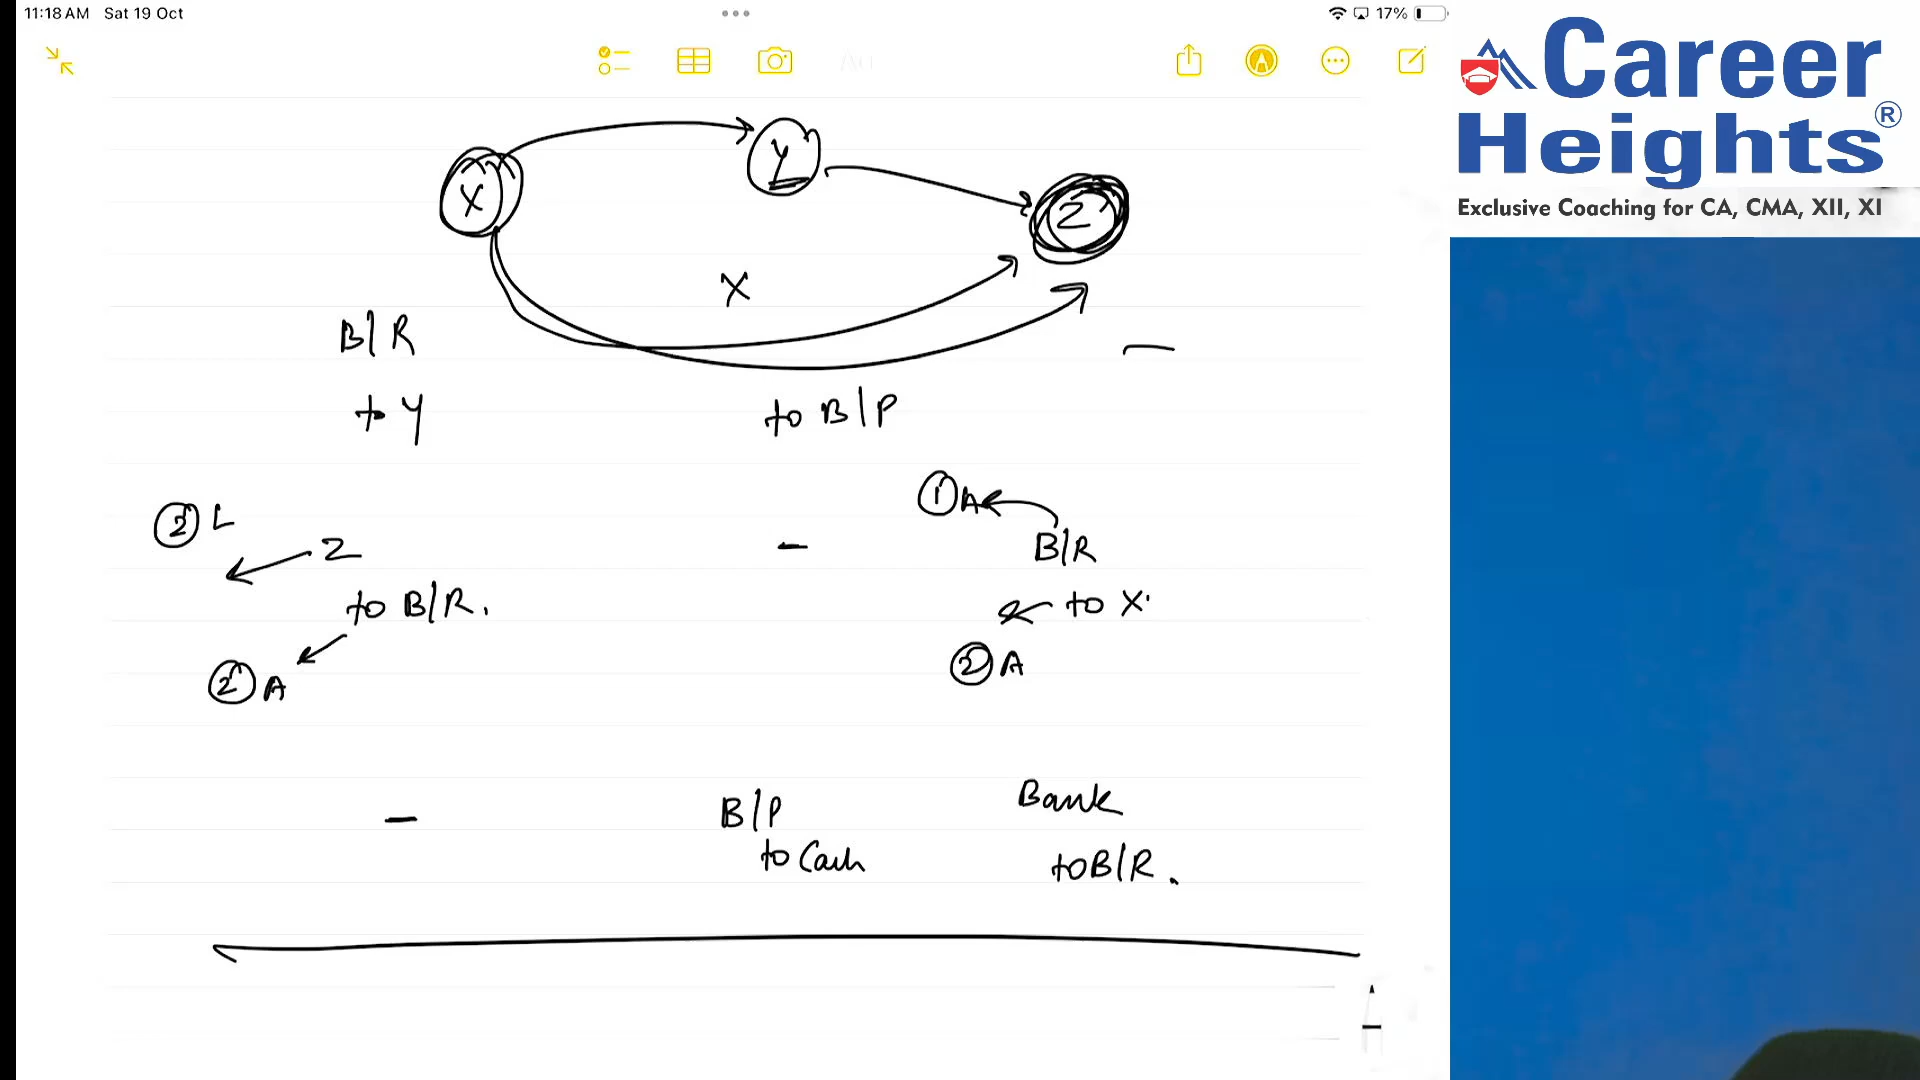 11:18 AM Sat 19 Oct
17%
Career
Heights®
Exclusive Coaching for CA, CMA, XII, XI
X
Y
Z
X
B/R
to Y
to B/P
—
② L
Z
to B/R.
② A
-
① A
B/R
to X.
② A
-
B/P
to Cash
Bank
to B/R.